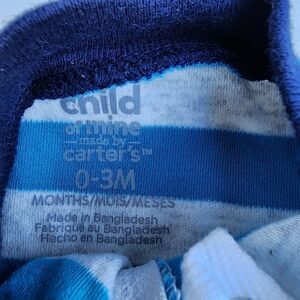 child
of mine
made by
carter's™
0-3M
MONTHS/MOIS/MESES
Made in Bangladesh
Fabriqué au Bangladesh
Hecho en Bangladesh